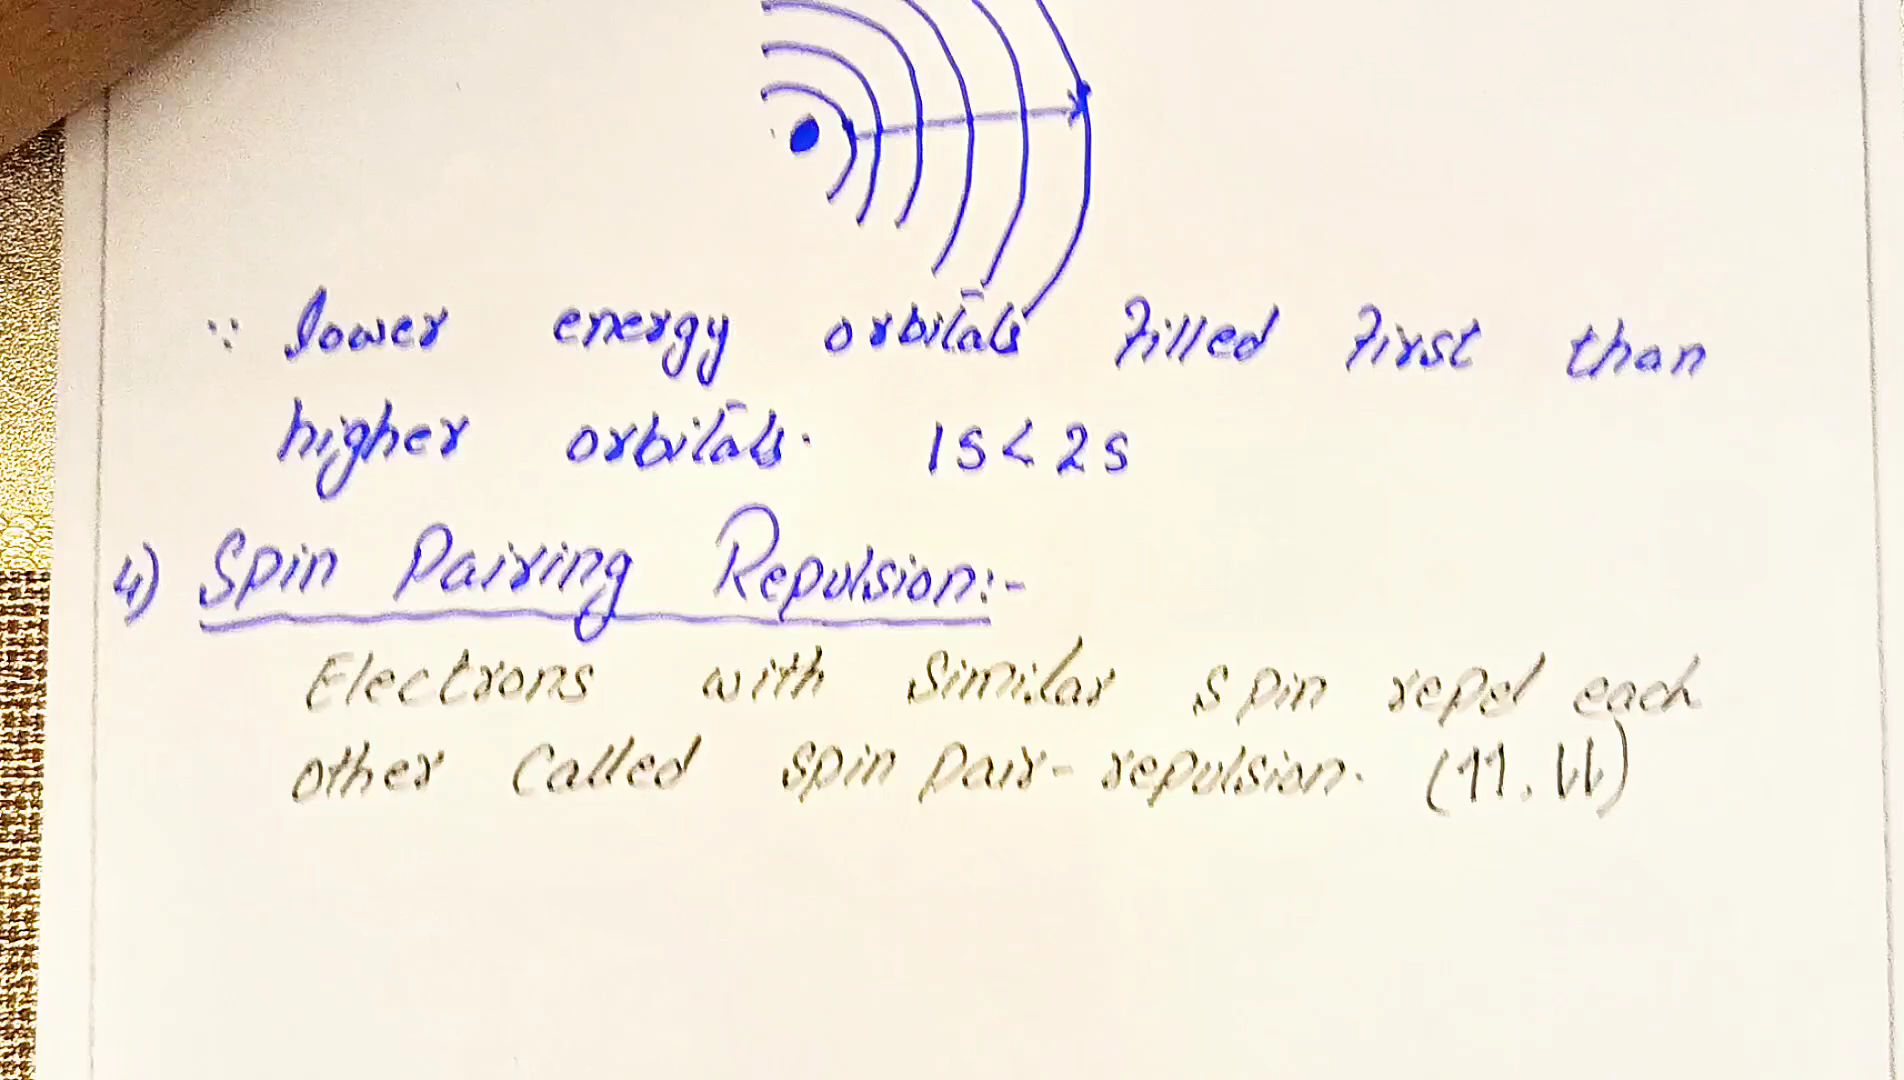 ∵ lower energy orbitals filled first than
higher orbitals. 1s < 2s
4) Spin Pairing Repulsion:-
Electrons with similar spin repel each
other called spin pair-repulsion. (↑↑, ↓↓)